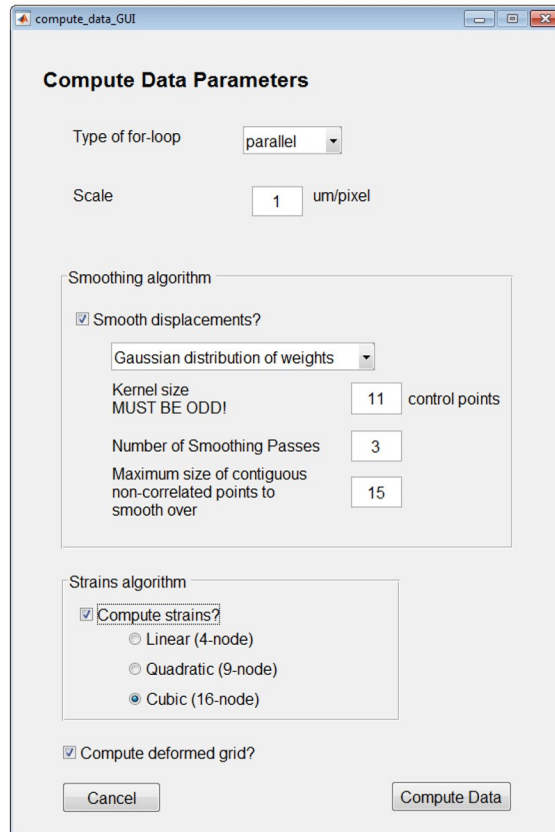 compute_data_GUI
Compute Data Parameters
Type of for-loop parallel
Scale 1 um/pixel
Smoothing algorithm
Smooth displacements?
Gaussian distribution of weights
Kernel size
MUST BE ODD! 11 control points
Number of Smoothing Passes 3
Maximum size of contiguous
non-correlated points to 15
smooth over
Strains algorithm
Compute strains?
Linear (4-node)
Quadratic (9-node)
Cubic (16-node)
Compute deformed grid?
Cancel Compute Data